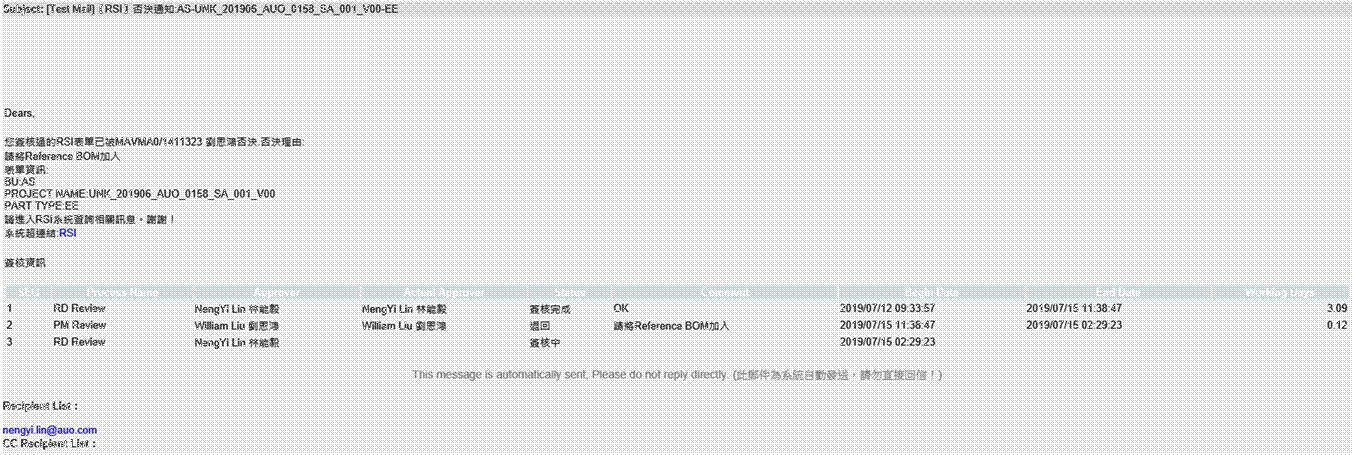 Subject: [Test Mail]〔RSI〕否決通知:AS-UNK_201906_AUO_0158_SA_001_V00-EE
Dears,
您簽核過的RSI表單已被MAVMA0/1411323 劉恩鴻否決.否決理由:
請將Reference BOM加入
表單資訊:
BU:AS
PROJECT NAME:UNK_201906_AUO_0158_SA_001_V00
PART TYPE:EE
請進入RSI系統查詢相關訊息,謝謝!
系統超連結:RSI
簽核資訊
SEQ Process Name Approver Actual Approver Status Comment Begin Date End Date Working Days
1 RD Review NengYi Lin 林能毅 NengYi Lin 林能毅 簽核完成 OK 2019/07/12 09:33:57 2019/07/15 11:38:47 3.09
2 PM Review William Liu 劉恩鴻 William Liu 劉恩鴻 退回 請將Reference BOM加入 2019/07/15 11:38:47 2019/07/15 02:29:23 0.12
3 RD Review NengYi Lin 林能毅 簽核中 2019/07/15 02:29:23
This message is automatically sent, Please do not reply directly. (此郵件為系統自動發送,請勿直接回信!)
Recipient List :
nengyi.lin@auo.com
CC Recipient List :